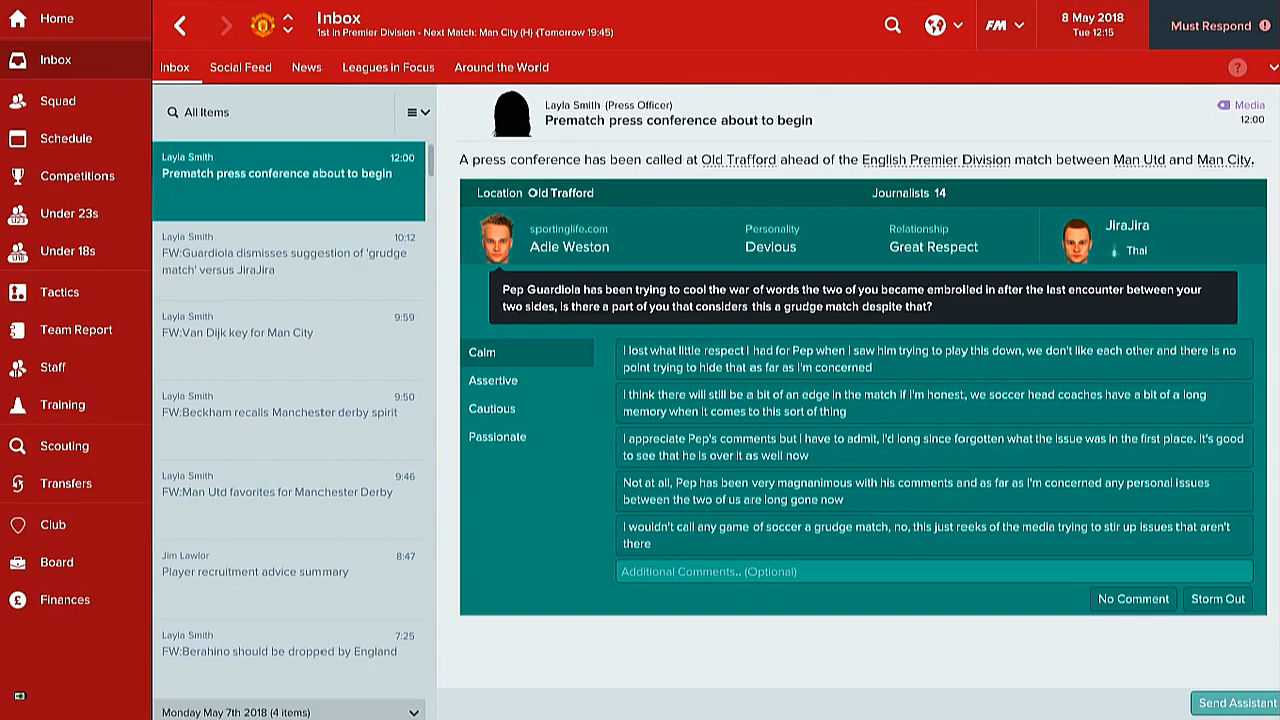 Home
Inbox
Squad
Schedule
Competitions
Under 23s
Under 18s
Tactics
Team Report
Staff
Training
Scouting
Transfers
Club
Board
Finances
Inbox
1st in Premier Division - Next Match: Man City (H) (Tomorrow 19:45)
FM
8 May 2018
Tue 12:15
Must Respond
Inbox
Social Feed
News
Leagues in Focus
Around the World
?
All Items
Layla Smith 12:00
Prematch press conference about to begin
Layla Smith 10:12
FW:Guardiola dismisses suggestion of 'grudge
match' versus JiraJira
Layla Smith 9:59
FW:Van Dijk key for Man City
Layla Smith 9:50
FW:Beckham recalls Manchester derby spirit
Layla Smith 9:46
FW:Man Utd favorites for Manchester Derby
Jim Lawlor 8:47
Player recruitment advice summary
Layla Smith 7:25
FW:Berahino should be dropped by England
Monday May 7th 2018 (4 items)
Layla Smith (Press Officer)
Prematch press conference about to begin
Media
12:00
A press conference has been called at Old Trafford ahead of the English Premier Division match between Man Utd and Man City.
Location Old Trafford
Journalists 14
sportinglife.com
Adie Weston
Personality
Devious
Relationship
Great Respect
JiraJira
Thai
Pep Guardiola has been trying to cool the war of words the two of you became embroiled in after the last encounter between your
two sides, is there a part of you that considers this a grudge match despite that?
Calm
Assertive
Cautious
Passionate
I lost what little respect I had for Pep when I saw him trying to play this down, we don't like each other and there is no
point trying to hide that as far as I'm concerned
I think there will still be a bit of an edge in the match if I'm honest, we soccer head coaches have a bit of a long
memory when it comes to this sort of thing
I appreciate Pep's comments but I have to admit, I'd long since forgotten what the issue was in the first place. It's good
to see that he is over it as well now
Not at all, Pep has been very magnanimous with his comments and as far as I'm concerned any personal issues
between the two of us are long gone now
I wouldn't call any game of soccer a grudge match, no, this just reeks of the media trying to stir up issues that aren't
there
Additional Comments.. (Optional)
No Comment
Storm Out
Send Assistant